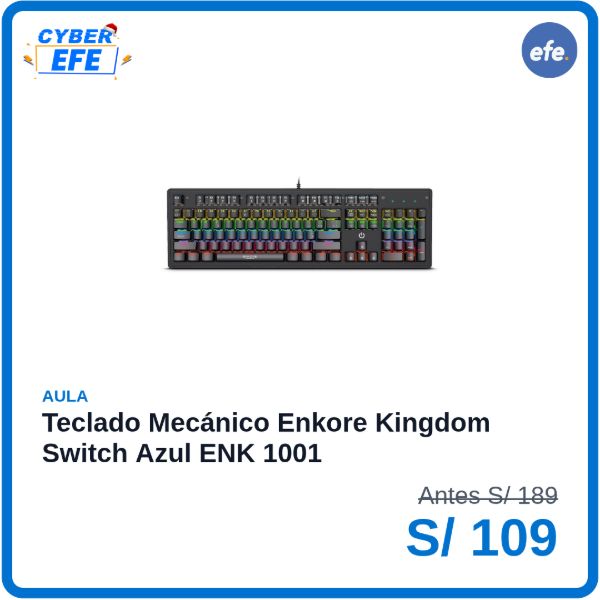 CYBER
EFE
efe.
AULA
Teclado Mecánico Enkore Kingdom
Switch Azul ENK 1001
Antes S/ 189
S/ 109